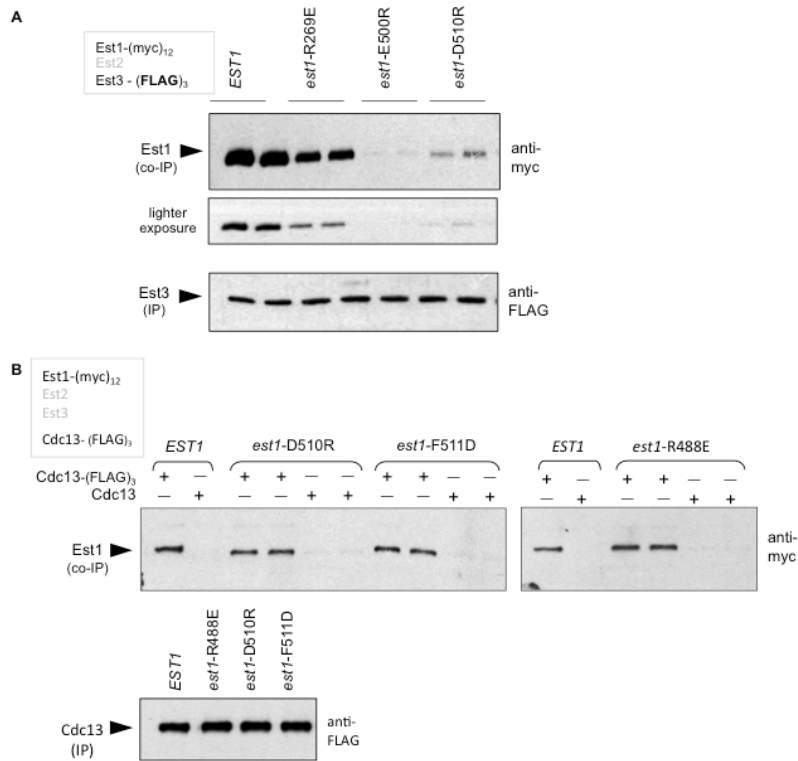 A
Est1-(myc)12
Est2
Est3 - (FLAG)3
EST1
est1-R269E
est1-E500R
est1-D510R
Est1
(co-IP)
anti-
myc
lighter
exposure
Est3
(IP)
anti-
FLAG
B
Est1-(myc)12
Est2
Est3
Cdc13- (FLAG)3
EST1 est1-D510R est1-F511D EST1 est1-R488E
Cdc13-(FLAG)3 + — + + — — + + — — + — + + — —
Cdc13 — + — — + + — — + + — + — — + +
Est1
(co-IP)
anti-
myc
EST1
est1-R488E
est1-D510R
est1-F511D
Cdc13
(IP)
anti-
FLAG